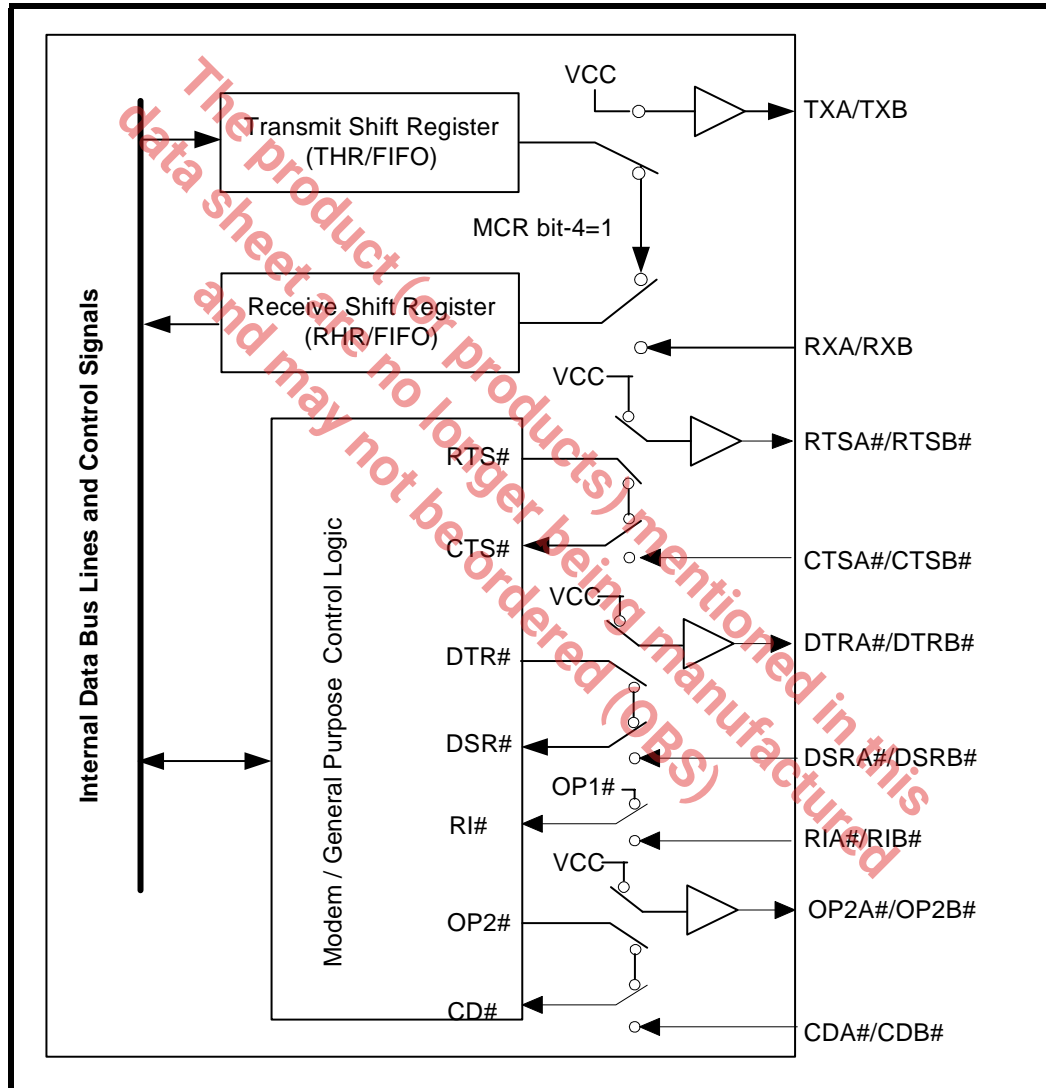 VCC
TXA/TXB
Transmit Shift Register
(THR/FIFO)
MCR bit-4=1
Receive Shift Register
(RHR/FIFO)
RXA/RXB
VCC
RTSA#/RTSB#
RTS#
CTS#
CTSA#/CTSB#
VCC
DTRA#/DTRB#
DTR#
DSR#
DSRA#/DSRB#
OP1#
RI#
RIA#/RIB#
VCC
OP2A#/OP2B#
OP2#
CD#
CDA#/CDB#
Internal Data Bus Lines and Control Signals
Modem / General Purpose Control Logic
The product (or products) mentioned in this
data sheet are no longer being manufactured
and may not be ordered (OBS)